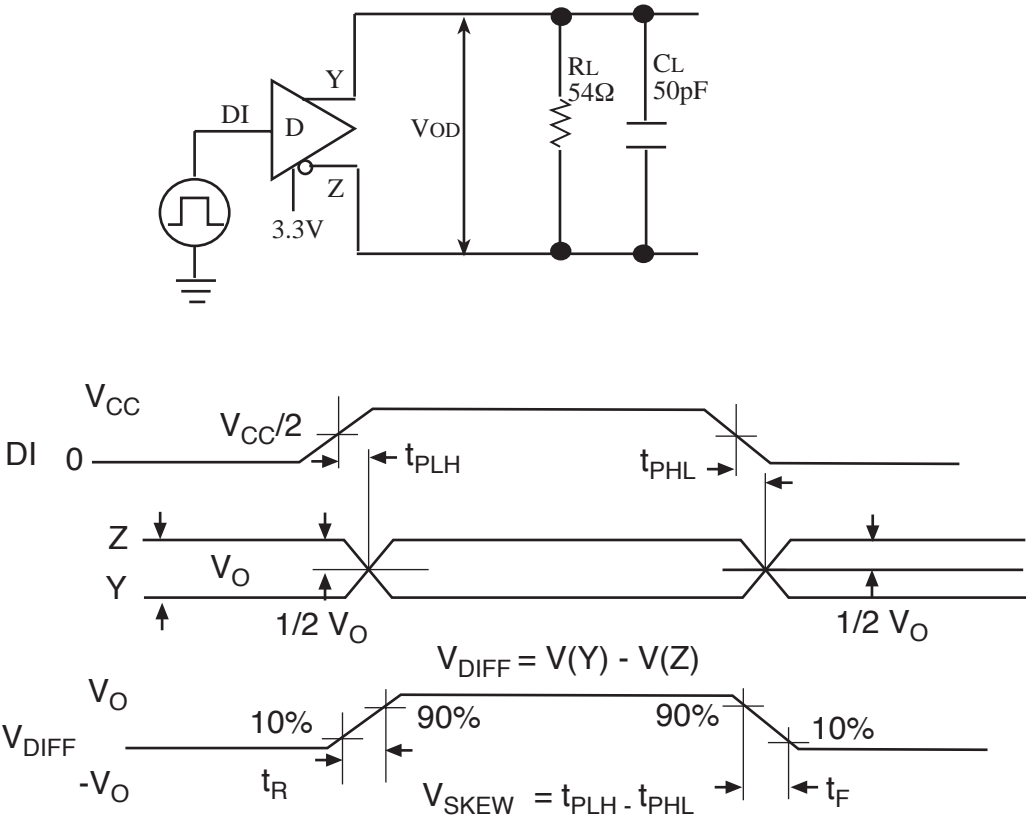 Y
DI
D
Z
3.3V
VOD
RL
54Ω
CL
50pF
VCC
VCC/2
DI
0
tPLH
tPHL
Z
VO
Y
1/2 VO
1/2 VO
VDIFF = V(Y) - V(Z)
VO
10%
90%
90%
10%
VDIFF
-VO
tR
VSKEW = tPLH - tPHL
tF